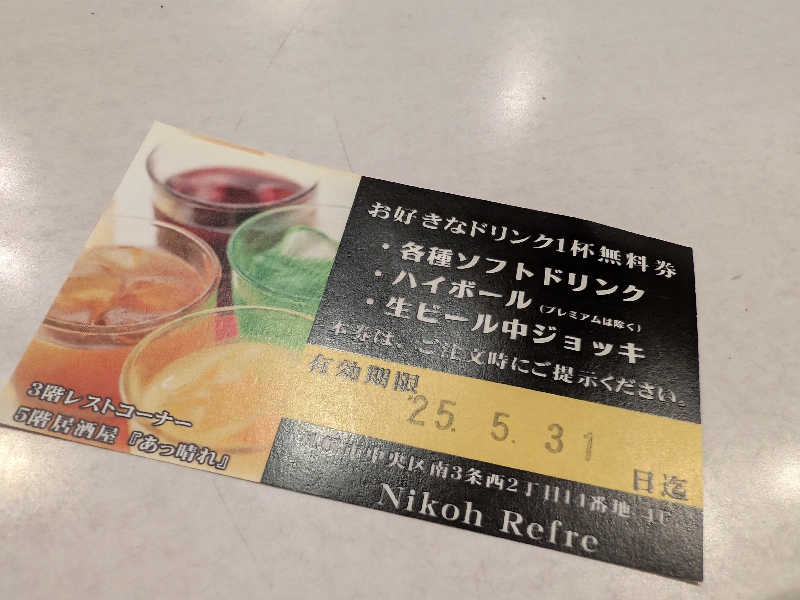 お好きなドリンク1杯無料券
・各種ソフトドリンク
・ハイボール(プレミアムは除く)
・生ビール中ジョッキ
本券は、ご注文時にご提示ください。
有効期限
'25. 5. 31
日迄
3階レストコーナー
5階居酒屋『あっ晴れ』
中央区南3条西2丁目14番地
Nikoh Refre